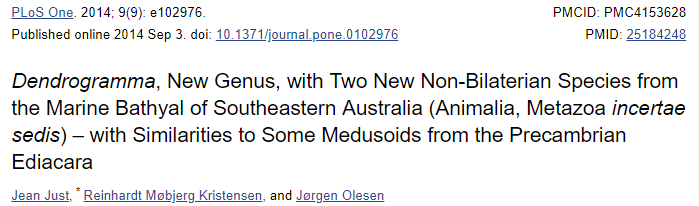 PLoS One. 2014; 9(9): e102976. PMCID: PMC4153628
Published online 2014 Sep 3. doi: 10.1371/journal.pone.0102976 PMID: 25184248
Dendrogramma, New Genus, with Two New Non-Bilaterian Species from
the Marine Bathyal of Southeastern Australia (Animalia, Metazoa incertae
sedis) – with Similarities to Some Medusoids from the Precambrian
Ediacara
Jean Just, * Reinhardt Møbjerg Kristensen, and Jørgen Olesen